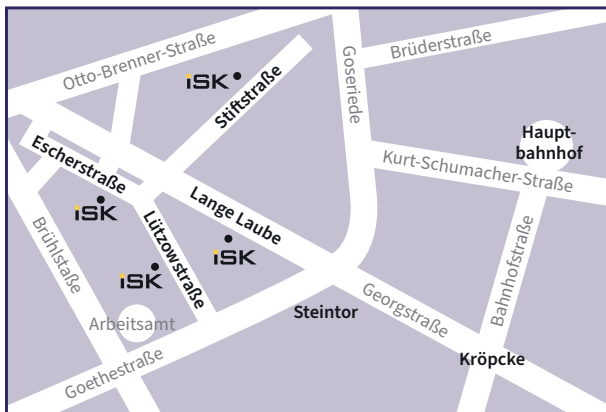 Otto-Brenner-Straße
Brüderstraße
iSK
Stiftstraße
Goseriede
Haupt-
bahnhof
Escherstraße
Kurt-Schumacher-Straße
iSK
Lange Laube
Brühlstaße
Lützowstraße
iSK
iSK
Bahnhofstraße
Steintor
Georgstraße
Arbeitsamt
Kröpcke
Goethestraße